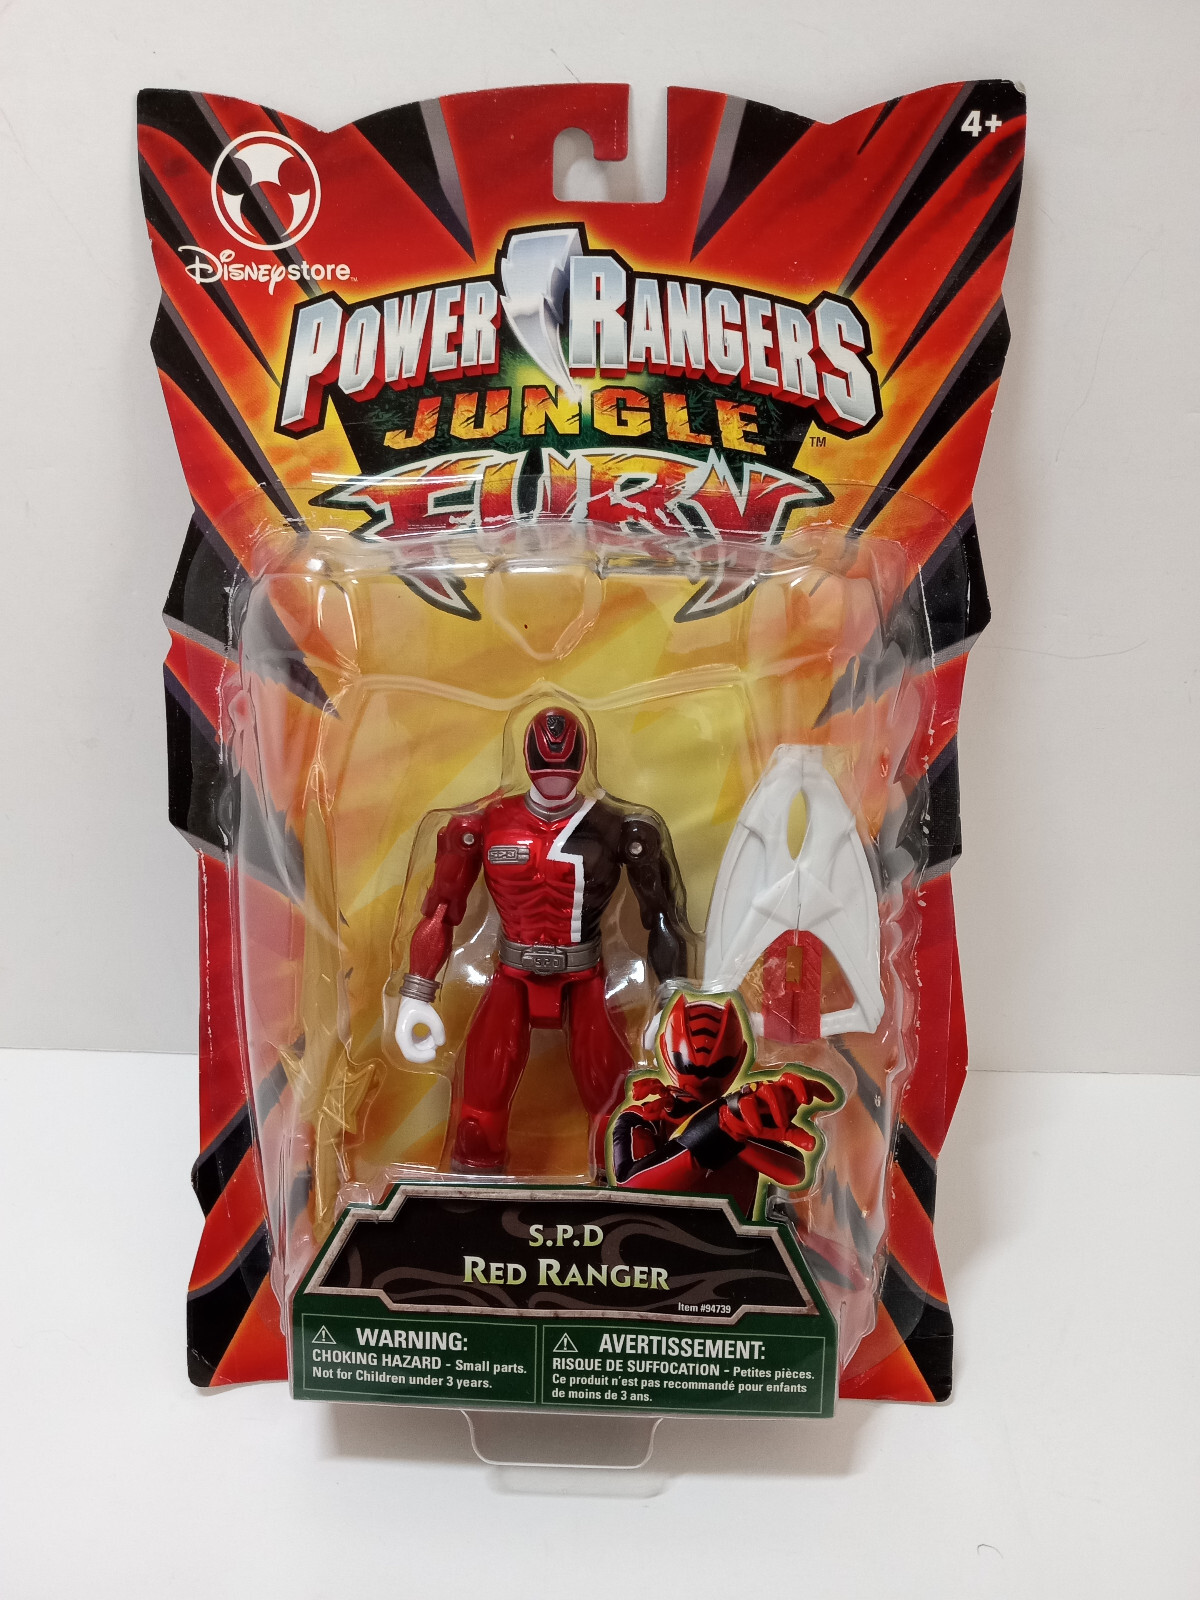 4+
Disney store™
POWER RANGERS
JUNGLE
™
FURY
S.P.D
S.P.D
S.P.D
RED RANGER
Item #94739
WARNING:
CHOKING HAZARD - Small parts.
Not for Children under 3 years.
AVERTISSEMENT:
RISQUE DE SUFFOCATION - Petites pièces.
Ce produit n'est pas recommandé pour enfants
de moins de 3 ans.